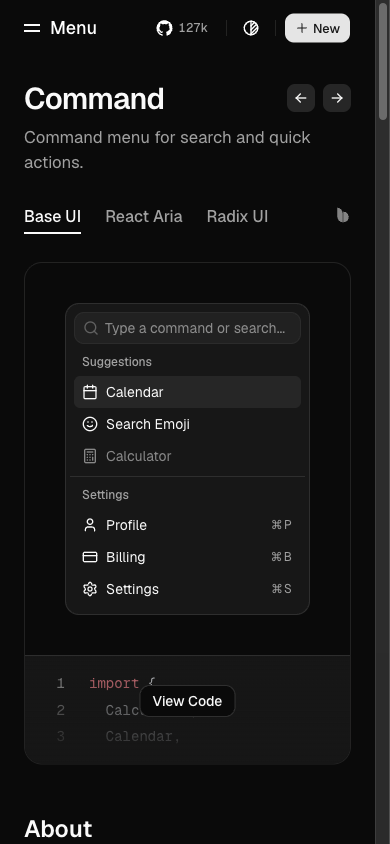 Menu
127k
New
Command
Command menu for search and quick
actions.
Base UI
React Aria
Radix UI
Type a command or search...
Suggestions
Calendar
Search Emoji
Calculator
Settings
Profile ⌘P
Billing ⌘B
Settings ⌘S
1 import {
2 Calc
View Code
3 Calendar,
About